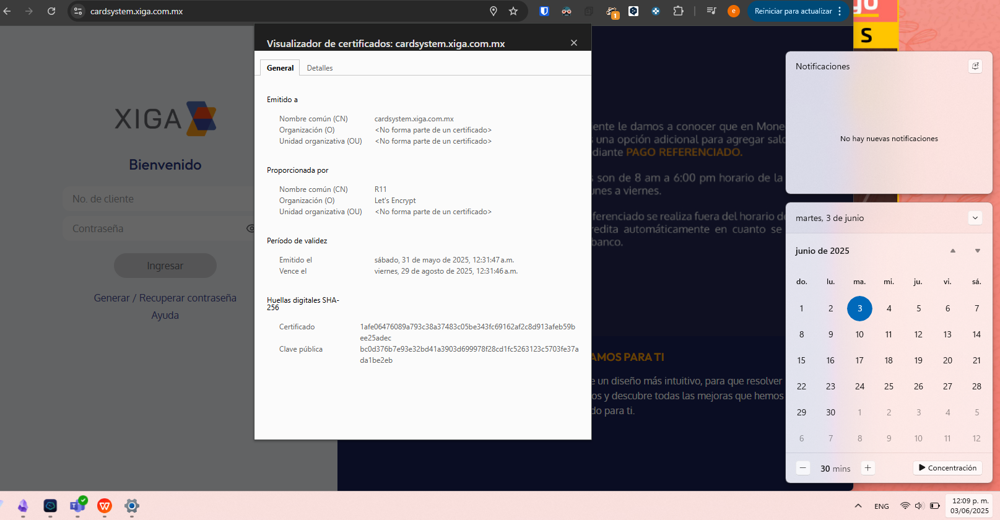 cardsystem.xiga.com.mx
1
e
Reiniciar para actualizar
S
Visualizador de certificados: cardsystem.xiga.com.mx
General
Detalles
Emitido a
Nombre común (CN) cardsystem.xiga.com.mx
Organización (O) <No forma parte de un certificado>
Unidad organizativa (OU) <No forma parte de un certificado>
Proporcionada por
Nombre común (CN) R11
Organización (O) Let's Encrypt
Unidad organizativa (OU) <No forma parte de un certificado>
Período de validez
Emitido el sábado, 31 de mayo de 2025, 12:31:47 a.m.
Vence el viernes, 29 de agosto de 2025, 12:31:46 a.m.
Huellas digitales SHA-
256
Certificado 1afe06476089a793c38a37483c05be343fc69162af2c8d913afeb59b
ee25adec
Clave pública bc0d376b7e93e32bd41a3903d699978f28cd1fc5263123c5703fe37a
da1be2eb
XIGA
Bienvenido
No. de cliente
Contraseña
Ingresar
Generar / Recuperar contraseña
Ayuda
ente le damos a conocer que en Mone
una opción adicional para agregar salo
diante PAGO REFERENCIADO.
s son de 8 am a 6:00 pm horario de la
unes a viernes.
ferenciado se realiza fuera del horario de
redita automáticamente en cuanto se
banco.
AMOS PARA TI
e un diseño más intuitivo, para que resolver
os y descubre todas las mejoras que hemos
do para ti.
Notificaciones
No hay nuevas notificaciones
martes, 3 de junio
junio de 2025
do. lu. ma. mi. ju. vi. sá.
1 2 3 4 5 6 7
8 9 10 11 12 13 14
15 16 17 18 19 20 21
22 23 24 25 26 27 28
29 30 1 2 3 4 5
6 7 8 9 10 11 12
30 mins
Concentración
ENG
12:09 p. m.
03/06/2025